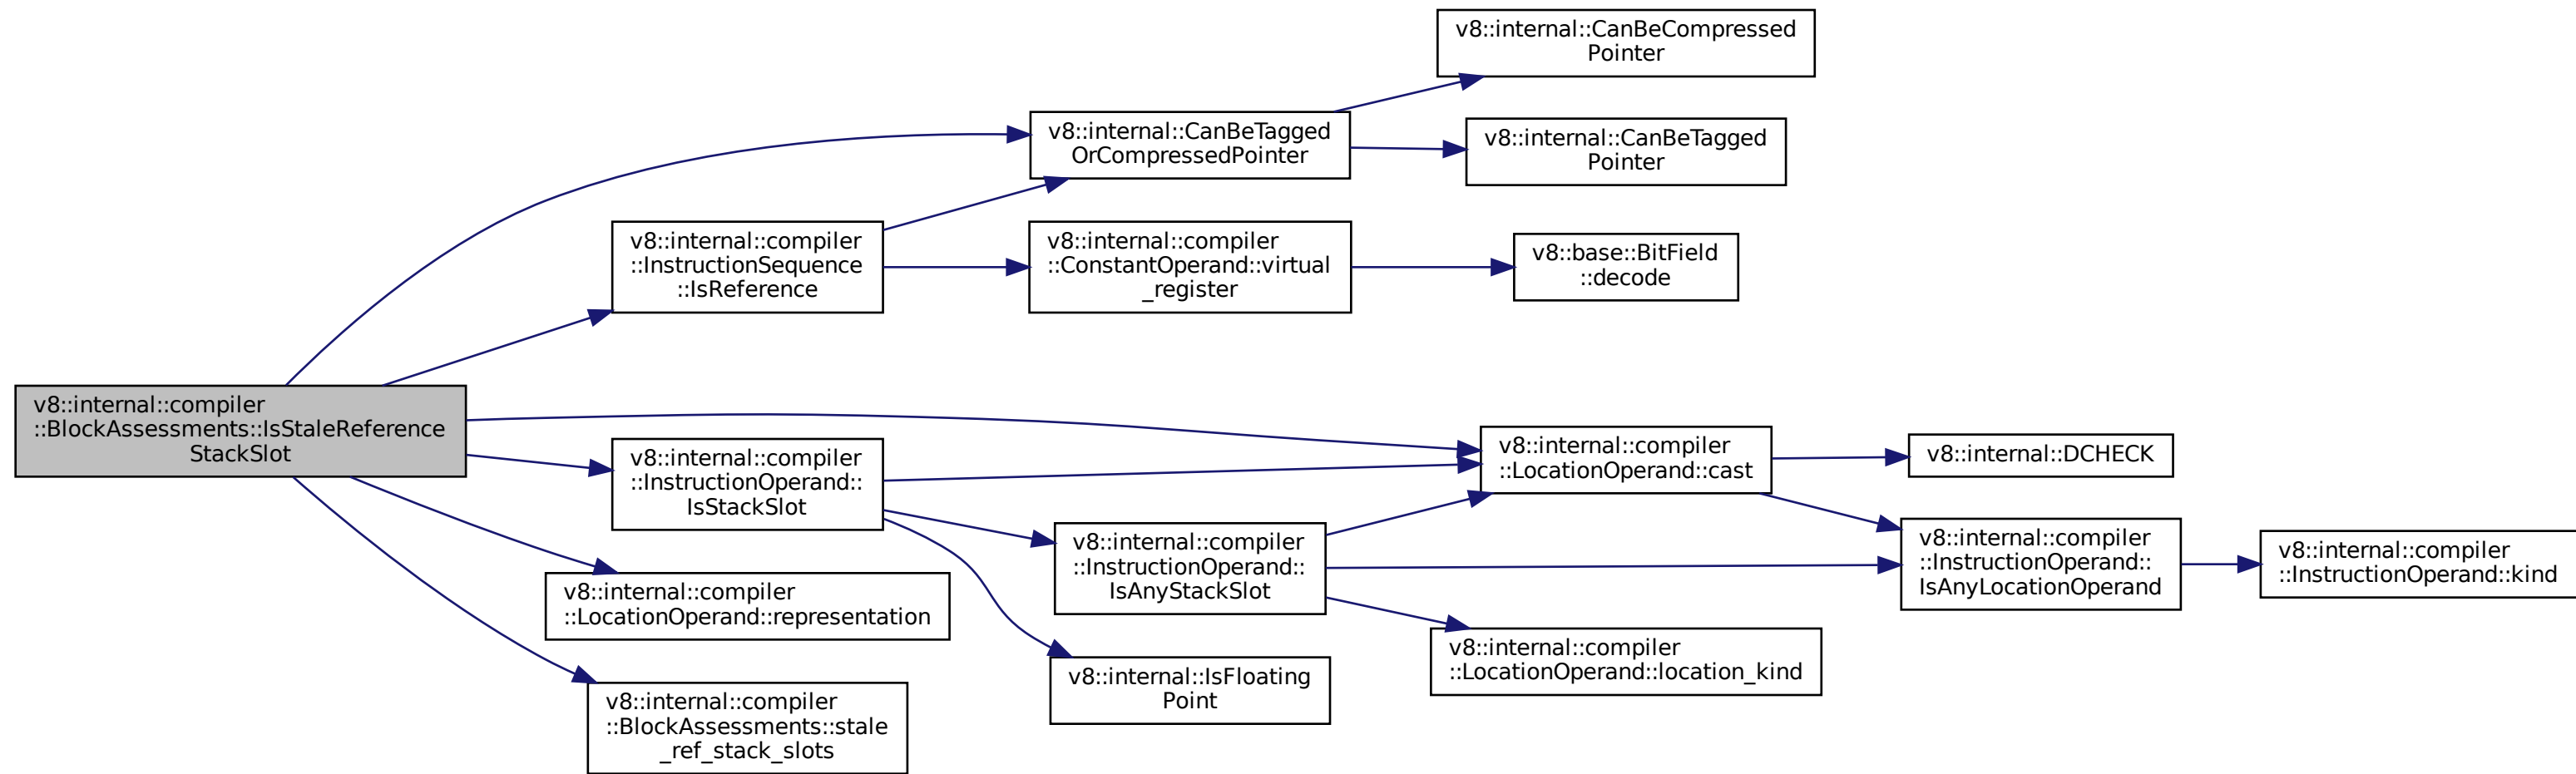 v8::internal::compiler
::BlockAssessments::IsStaleReference
StackSlot
v8::internal::CanBeTagged
OrCompressedPointer
v8::internal::CanBeCompressed
Pointer
v8::internal::CanBeTagged
Pointer
v8::internal::compiler
::InstructionSequence
::IsReference
v8::internal::compiler
::ConstantOperand::virtual
_register
v8::base::BitField
::decode
v8::internal::compiler
::InstructionOperand::
IsStackSlot
v8::internal::compiler
::LocationOperand::cast
v8::internal::DCHECK
v8::internal::compiler
::InstructionOperand::
IsAnyLocationOperand
v8::internal::compiler
::InstructionOperand::kind
v8::internal::compiler
::InstructionOperand::
IsAnyStackSlot
v8::internal::compiler
::LocationOperand::location_kind
v8::internal::IsFloating
Point
v8::internal::compiler
::LocationOperand::representation
v8::internal::compiler
::BlockAssessments::stale
_ref_stack_slots